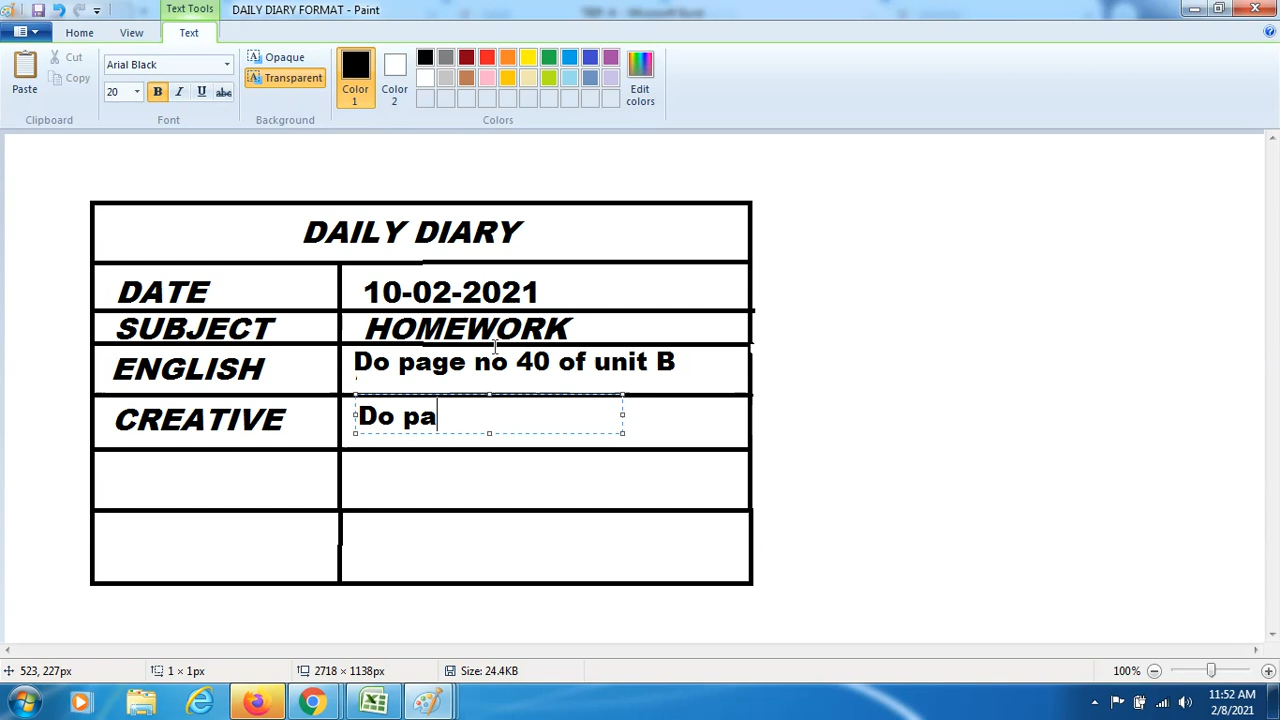 Text Tools
DAILY DIARY FORMAT - Paint
Home
View
Text
Paste
Cut
Copy
Clipboard
Arial Black
20
B
I
U
abc
Font
Opaque
Transparent
Background
Color 1
Color 2
Edit colors
Colors
DAILY DIARY
DATE 10-02-2021
SUBJECT HOMEWORK
ENGLISH Do page no 40 of unit B
CREATIVE Do pa
523, 227px
1 × 1px
2718 × 1138px
Size: 24.4KB
100%
11:52 AM
2/8/2021